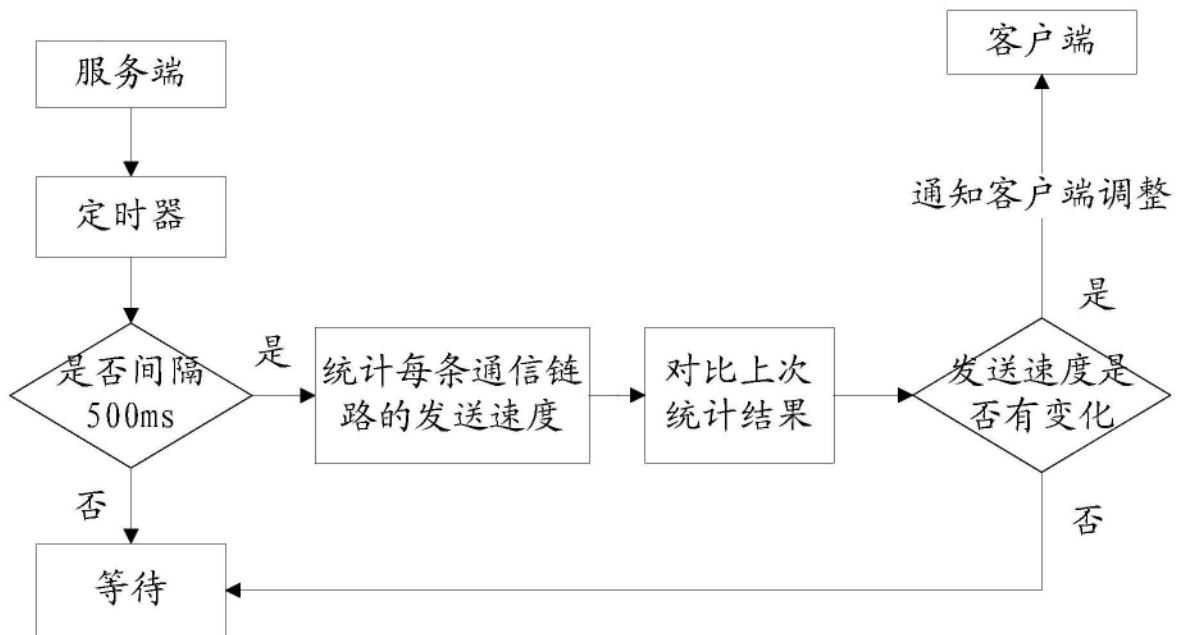 服务端
客户端
定时器
通知客户端调整
是否间隔
500ms
是
统计每条通信链
路的发送速度
对比上次
统计结果
发送速度是
否有变化
是
否
否
等待